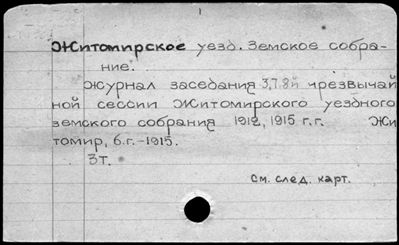 Житомирское уезд. Земское собра-
ние.
Журнал заседания 3,7.8й чрезвычай
ной сессии Житомирского уездного
земского собрания 1912, 1915 г.г. Жи
томир, б.г.-1915.
3т.
См. след. карт.